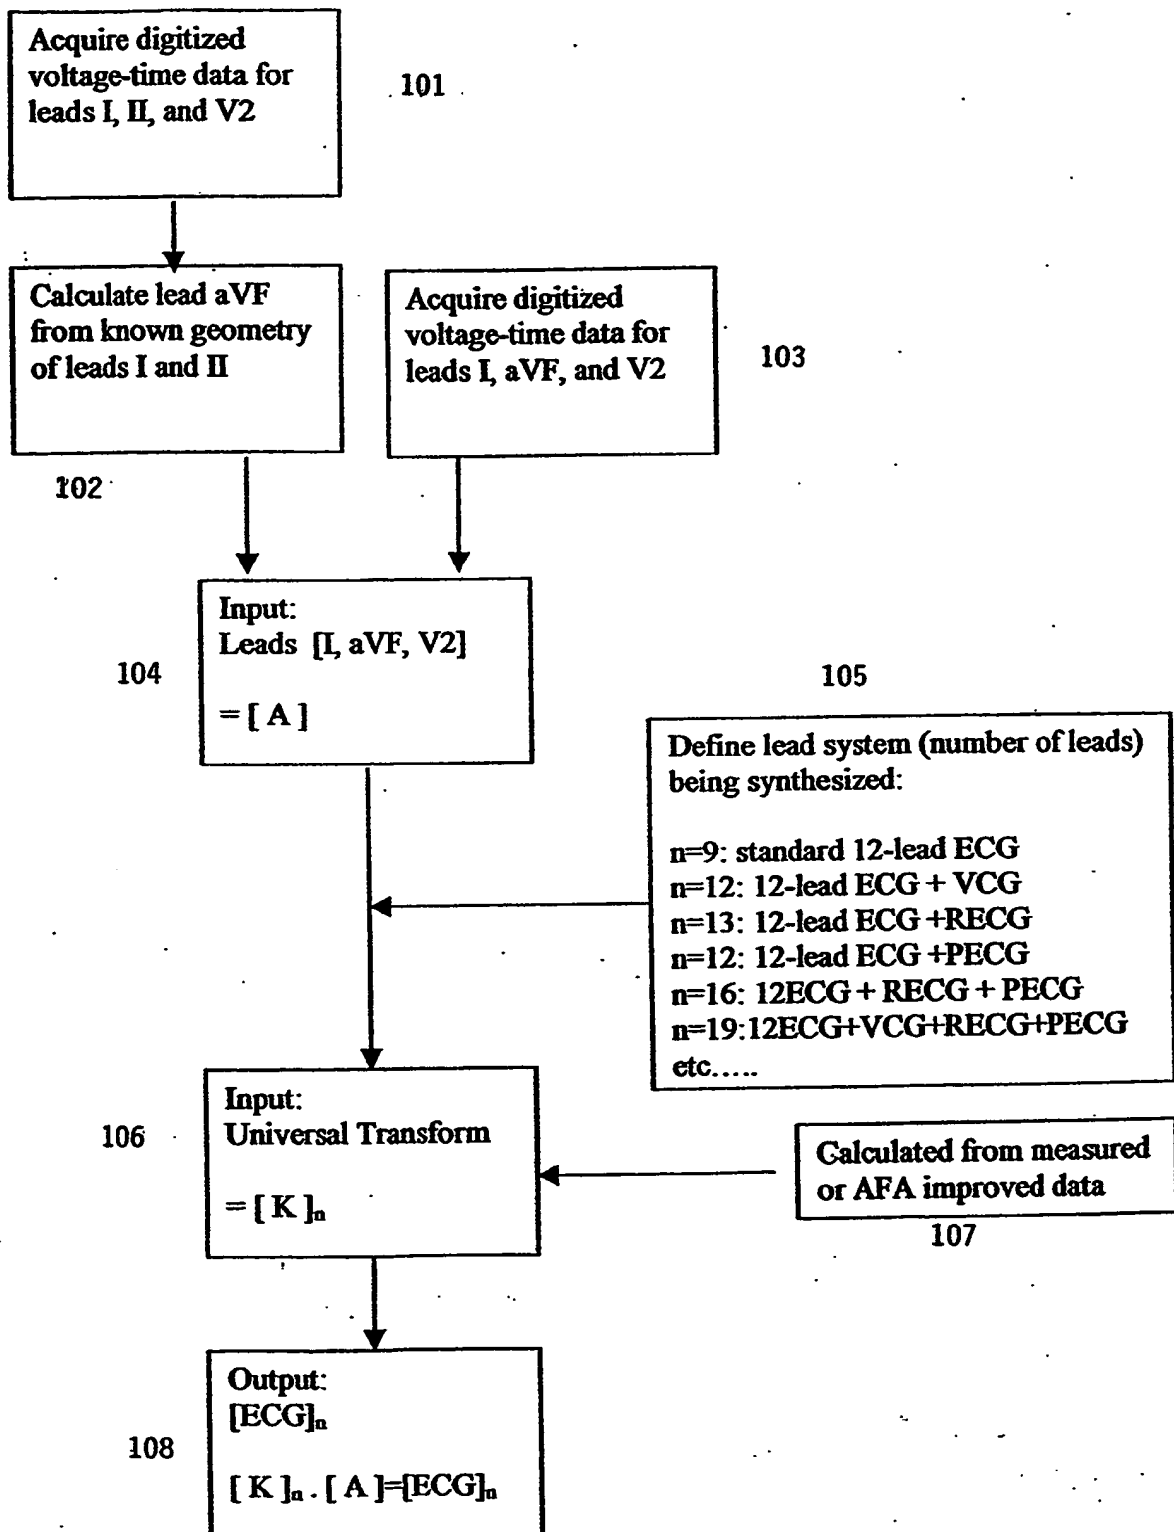 Acquire digitized
voltage-time data for
leads I, II, and V2
101
Calculate lead aVF
from known geometry
of leads I and II
102
Acquire digitized
voltage-time data for
leads I, aVF, and V2
103
Input:
Leads [I, aVF, V2]
= [ A ]
104
105
Define lead system (number of leads)
being synthesized:
n=9: standard 12-lead ECG
n=12: 12-lead ECG + VCG
n=13: 12-lead ECG +RECG
n=12: 12-lead ECG +PECG
n=16: 12ECG + RECG + PECG
n=19:12ECG+VCG+RECG+PECG
etc.....
Input:
Universal Transform
= [ K ]n
106
Calculated from measured
or AFA improved data
107
Output:
[ECG]n
[ K ]n . [ A ]=[ECG]n
108